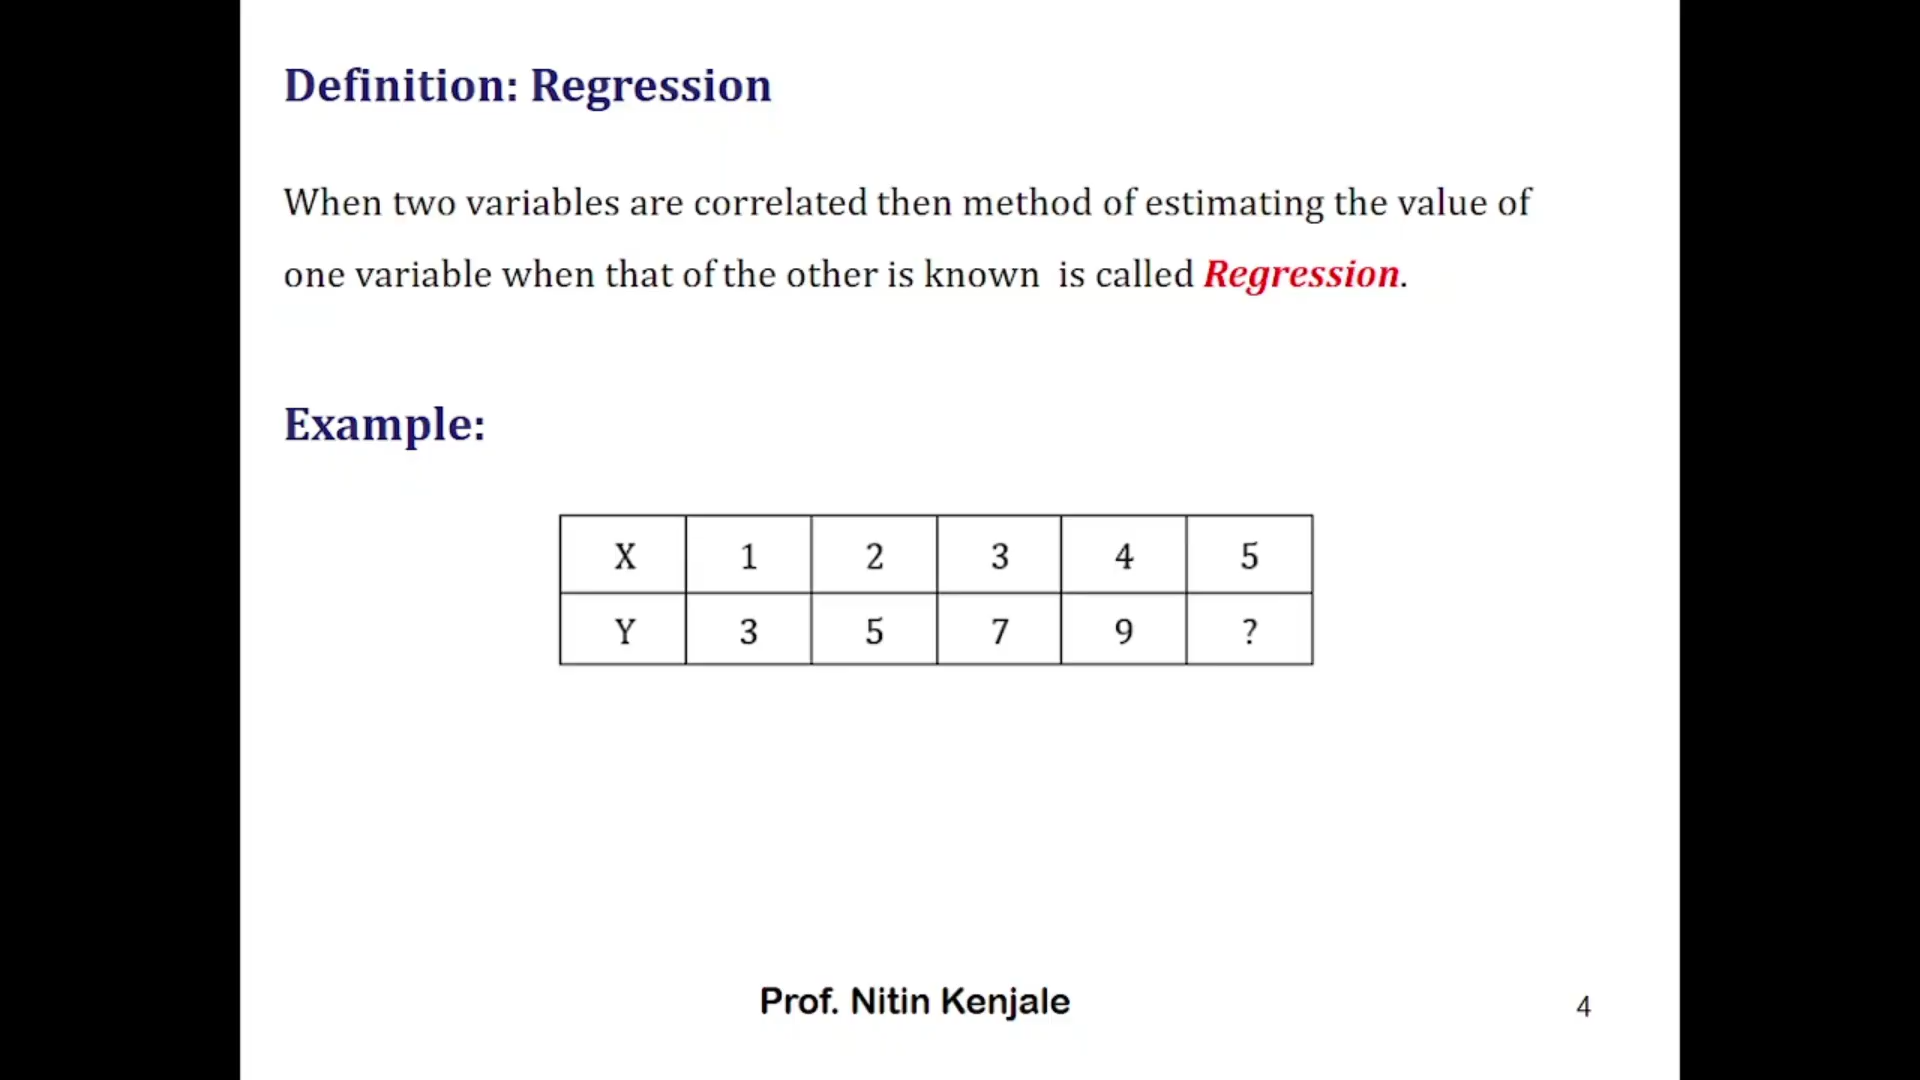 Definition: Regression
When two variables are correlated then method of estimating the value of
one variable when that of the other is known is called Regression.
Example:
X 1 2 3 4 5
Y 3 5 7 9 ?
Prof. Nitin Kenjale
4